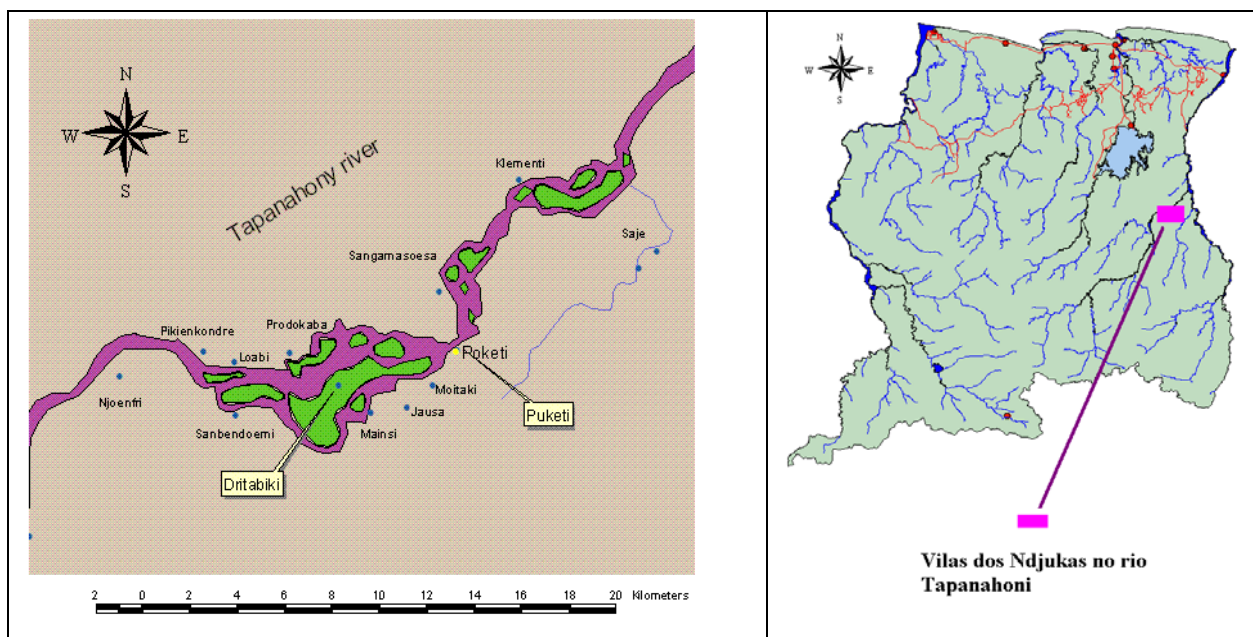 N
W
E
S
Tapanahony river
Klementi
Saje
Sangamasoesa
Pikienkondre
Prodokaba
Loabi
Poketi
Njoenfri
Moitaki
Jausa
Puketi
Sanbendoemi
Mainsi
Dritabiki
2 0 2 4 6 8 10 12 14 16 18 20 Kilometers
N
W
E
S
Vilas dos Ndjukas no rio
Tapanahoni